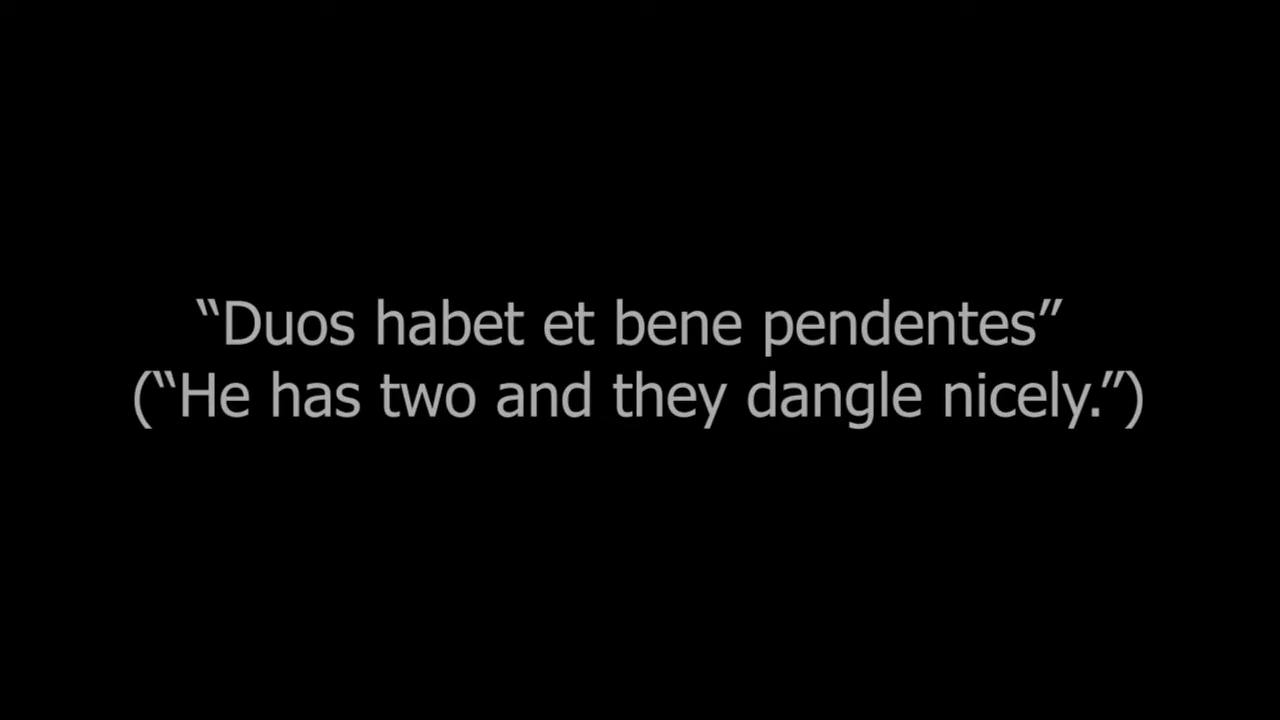 “Duos habet et bene pendentes”
(“He has two and they dangle nicely.”)